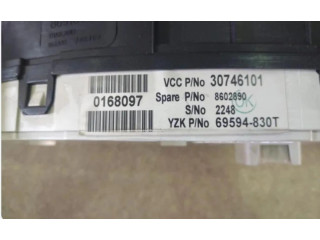 VCC P/No 30746101
0168097 Spare P/No 8602690
S/No 2248
YZK P/No 69594-830T